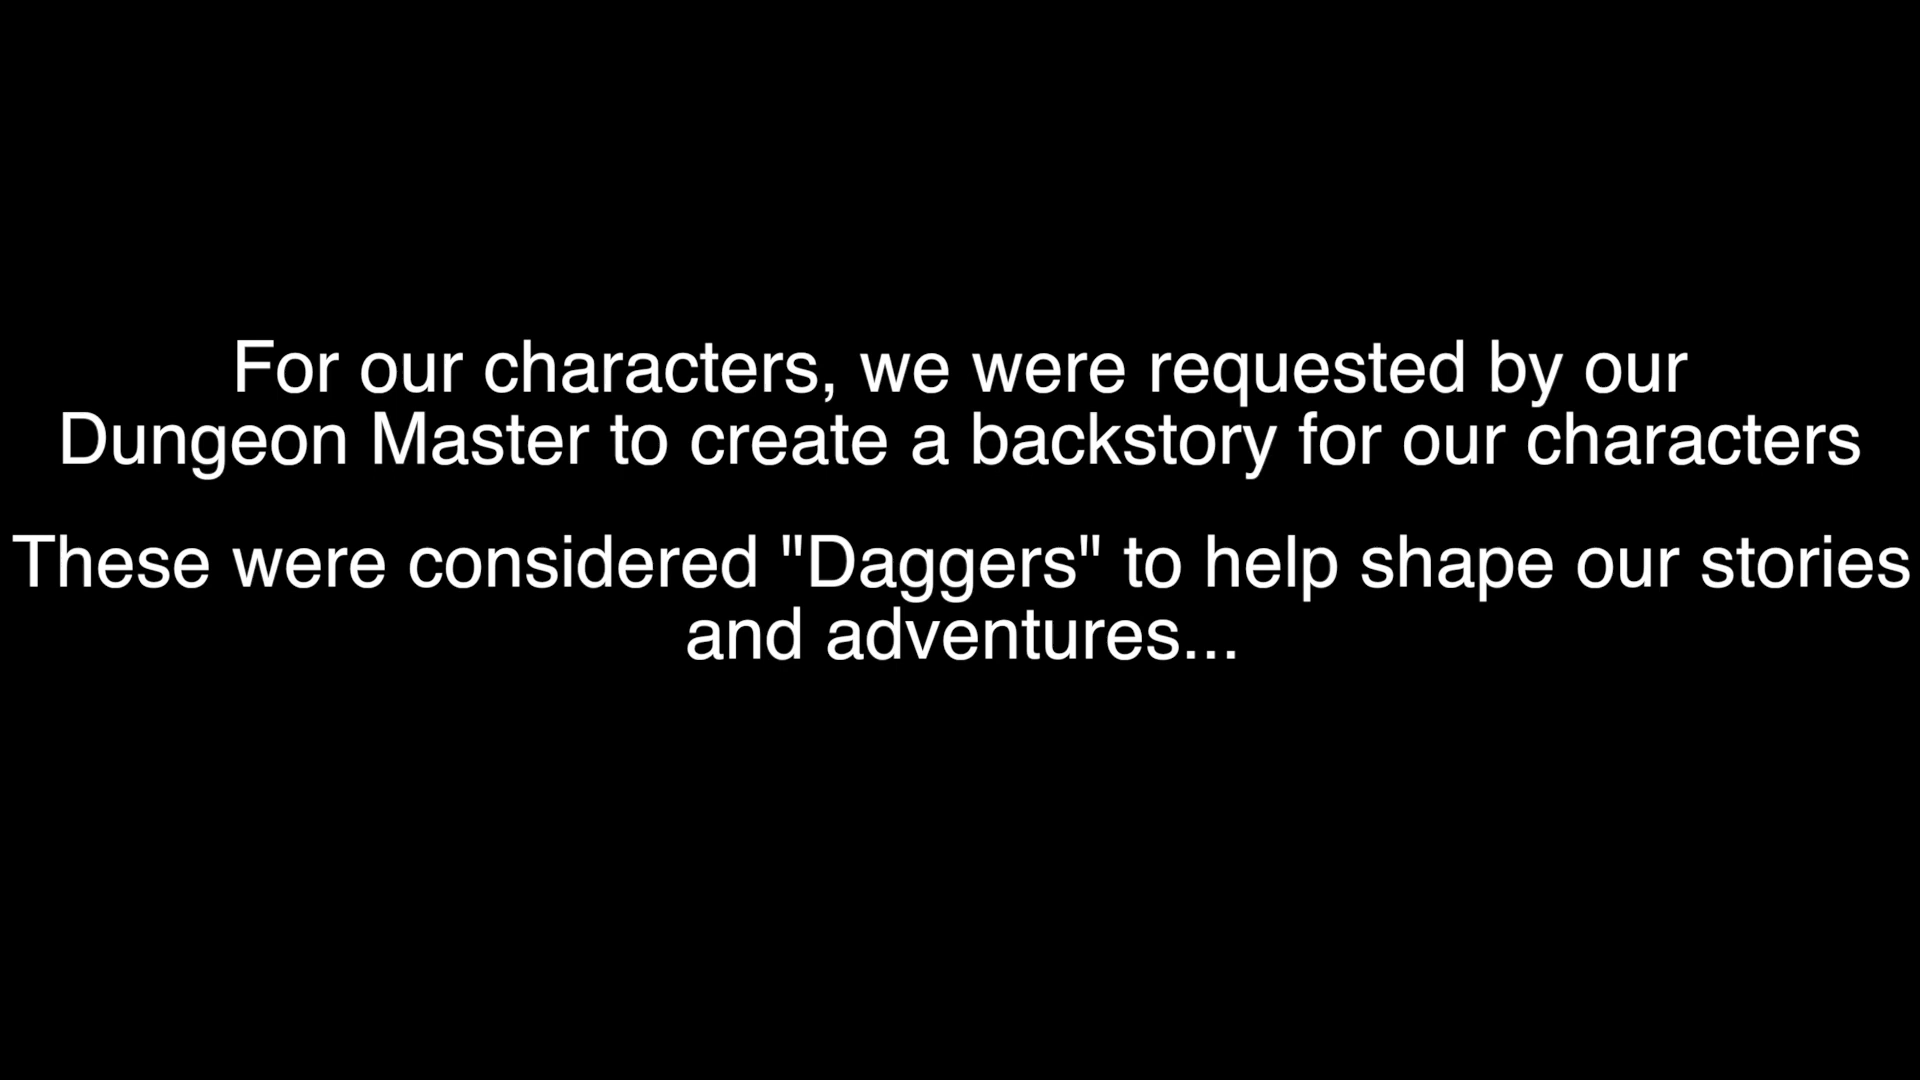 For our characters, we were requested by our
Dungeon Master to create a backstory for our characters
These were considered "Daggers" to help shape our stories
and adventures...